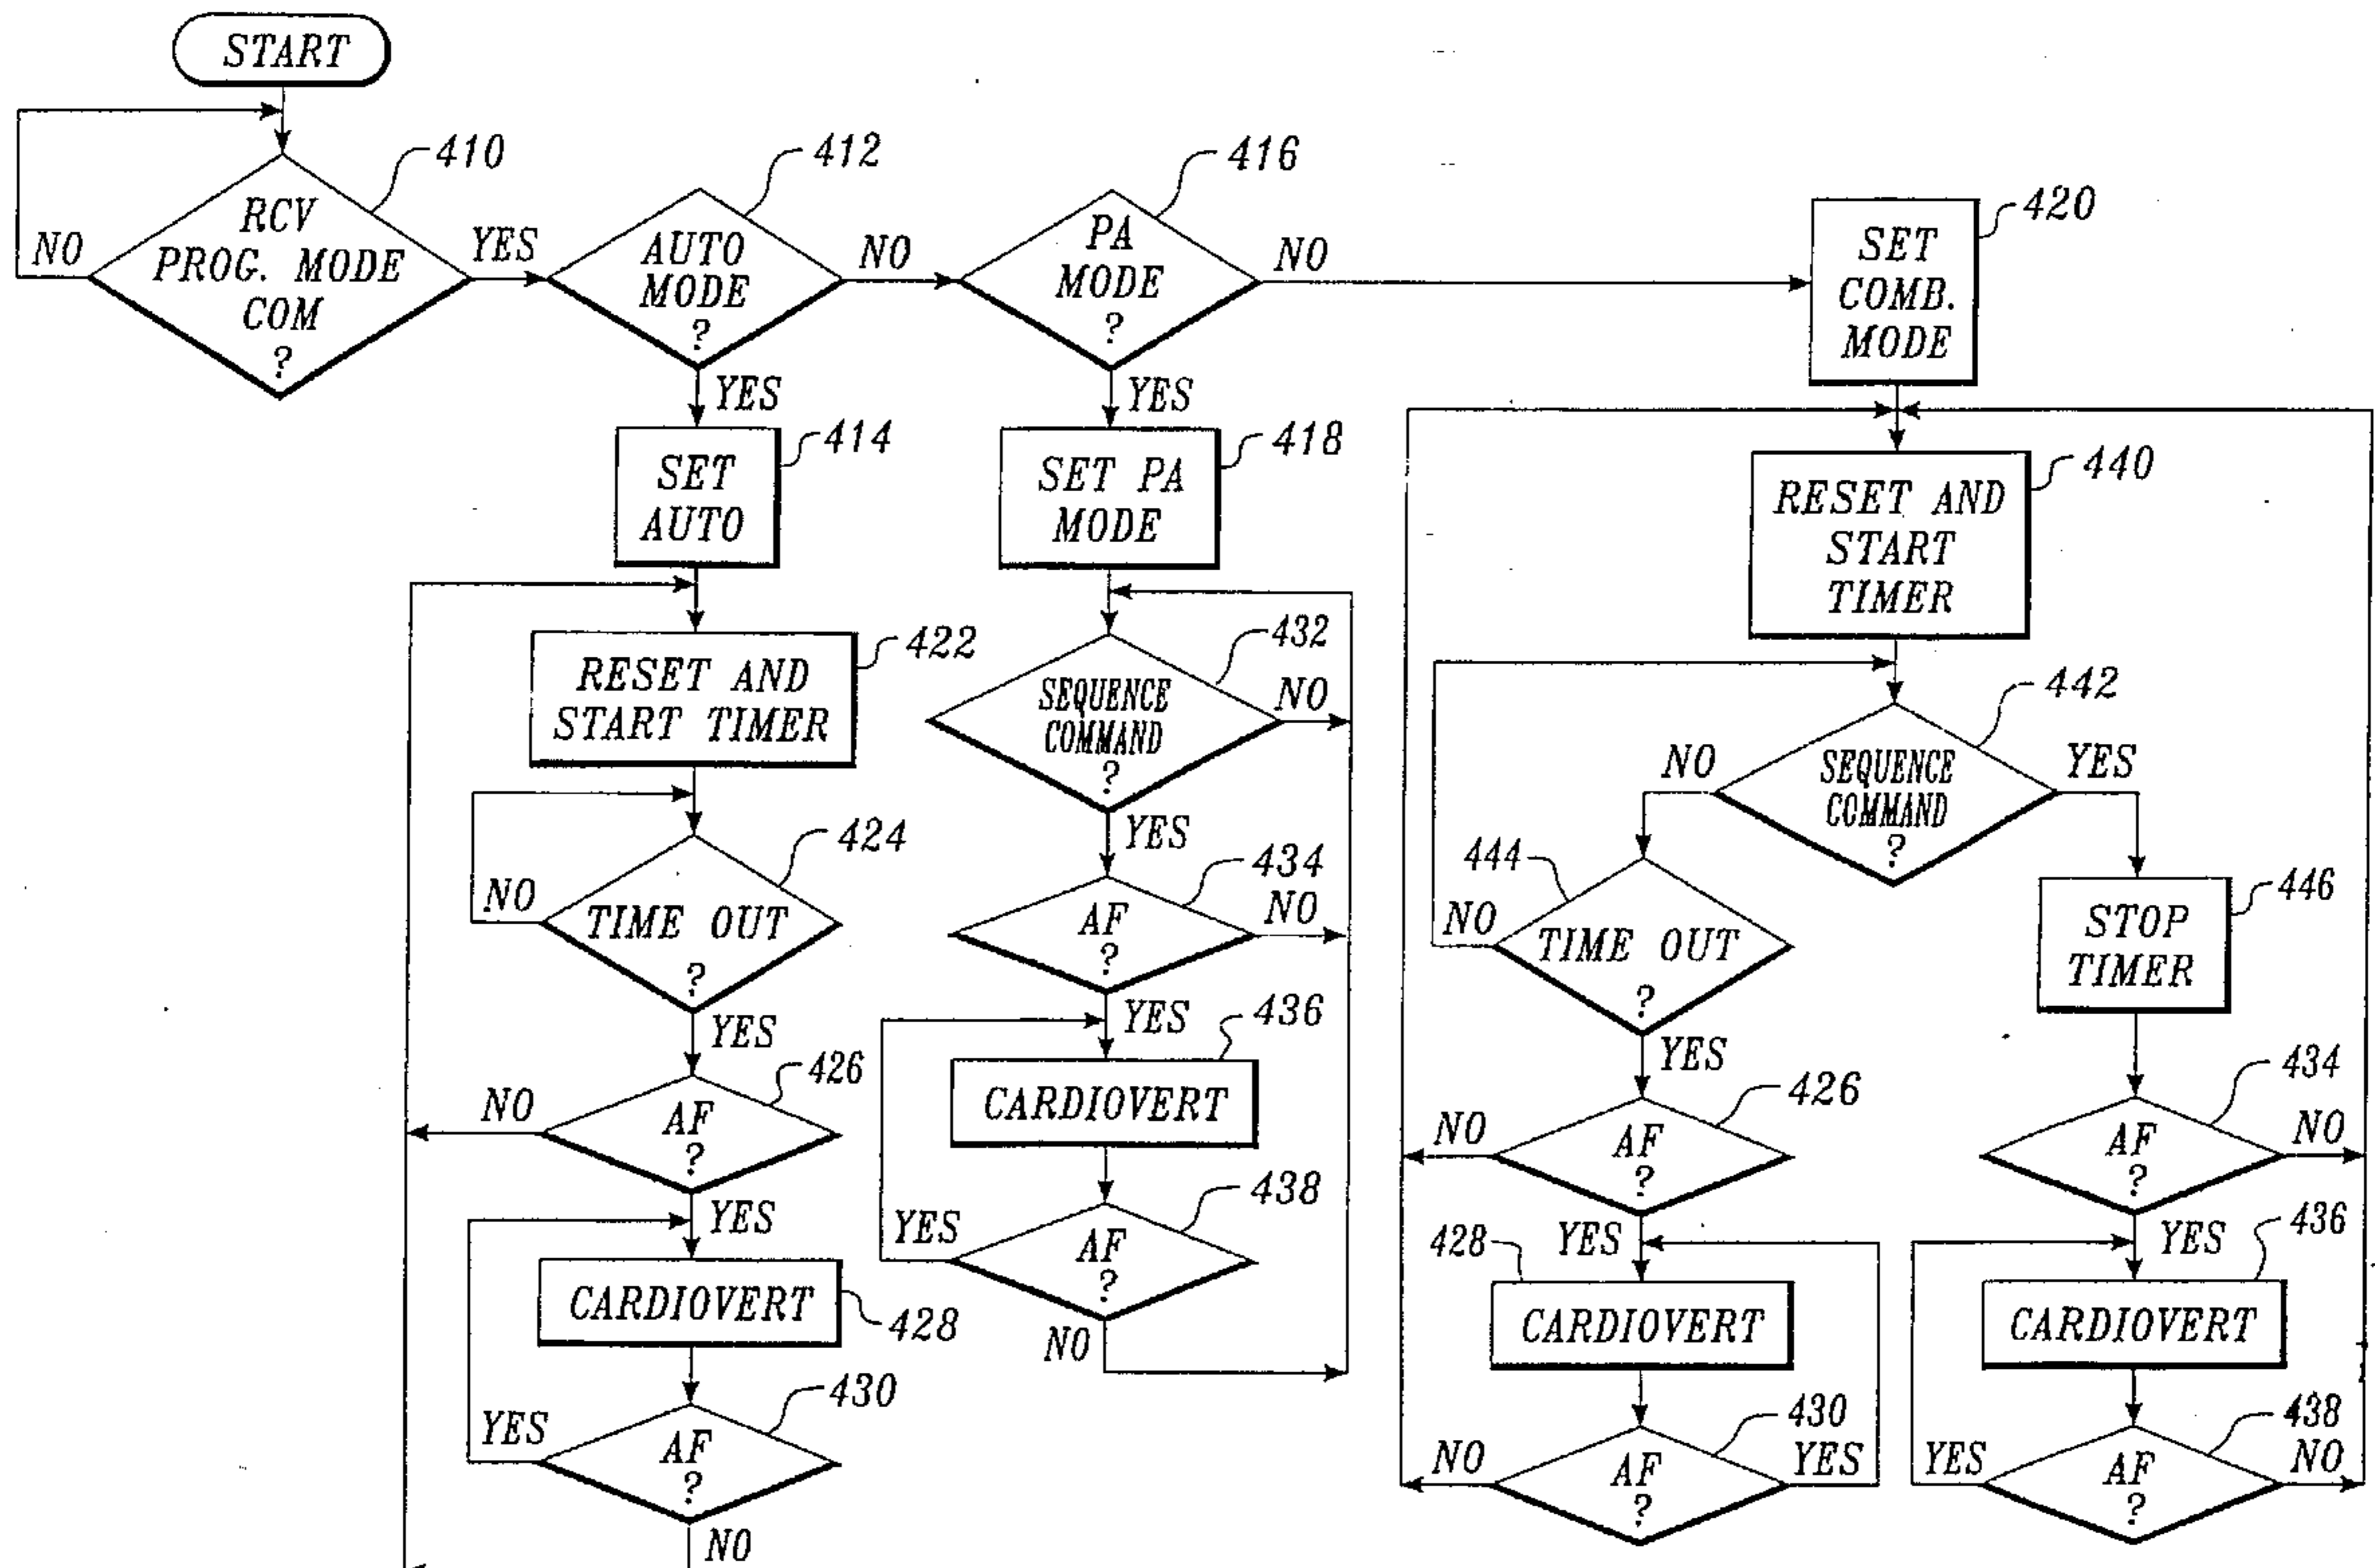 START
410
RCV
PROG. MODE
COM
?
NO
YES
412
AUTO
MODE
?
NO
YES
416
PA
MODE
?
NO
YES
420
SET
COMB.
MODE
414
SET
AUTO
422
RESET AND
START TIMER
424
TIME OUT
?
NO
YES
426
AF
?
NO
YES
CARDIOVERT
428
430
AF
?
YES
NO
418
SET PA
MODE
432
SEQUENCE
COMMAND
?
NO
YES
434
AF
?
NO
YES
436
CARDIOVERT
438
AF
?
YES
NO
440
RESET AND
START
TIMER
442
SEQUENCE
COMMAND
?
NO
YES
444
TIME OUT
?
NO
YES
426
AF
?
NO
YES
428
CARDIOVERT
430
AF
?
NO
YES
446
STOP
TIMER
434
AF
?
NO
YES
436
CARDIOVERT
438
AF
?
YES
NO